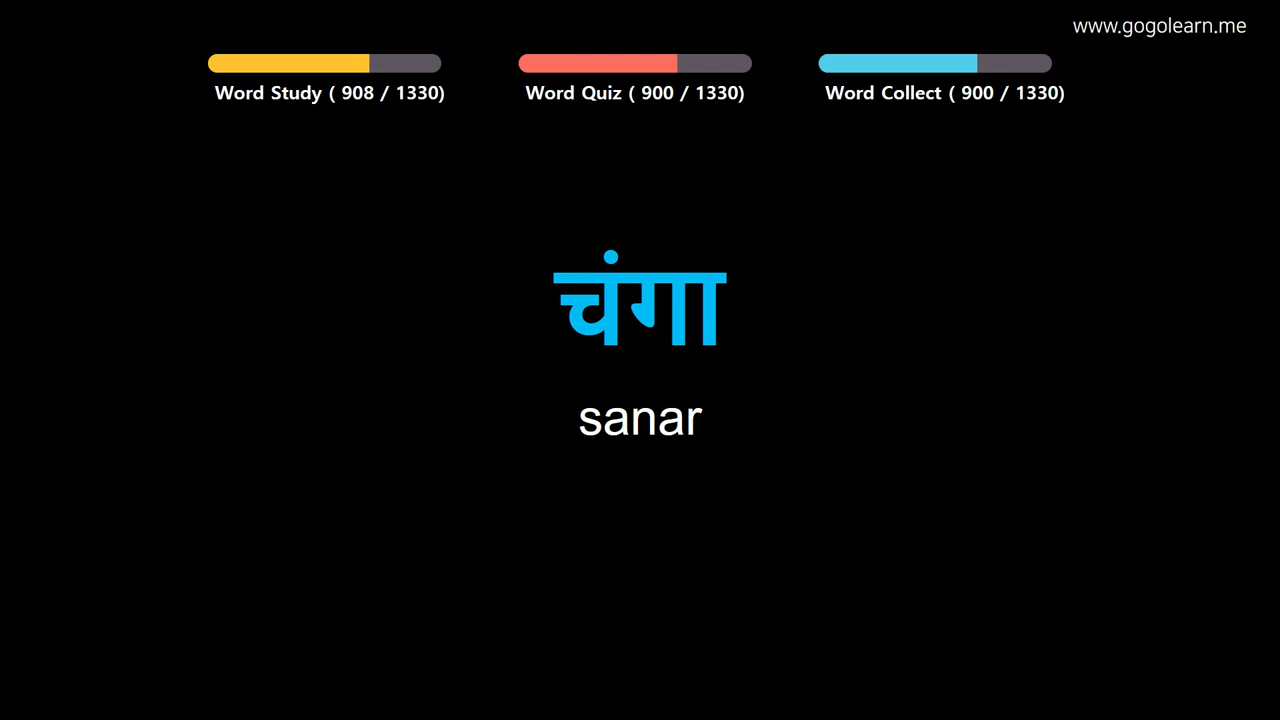 www.gogolearn.me
Word Study ( 908 / 1330)
Word Quiz ( 900 / 1330)
Word Collect ( 900 / 1330)
चंगा
sanar